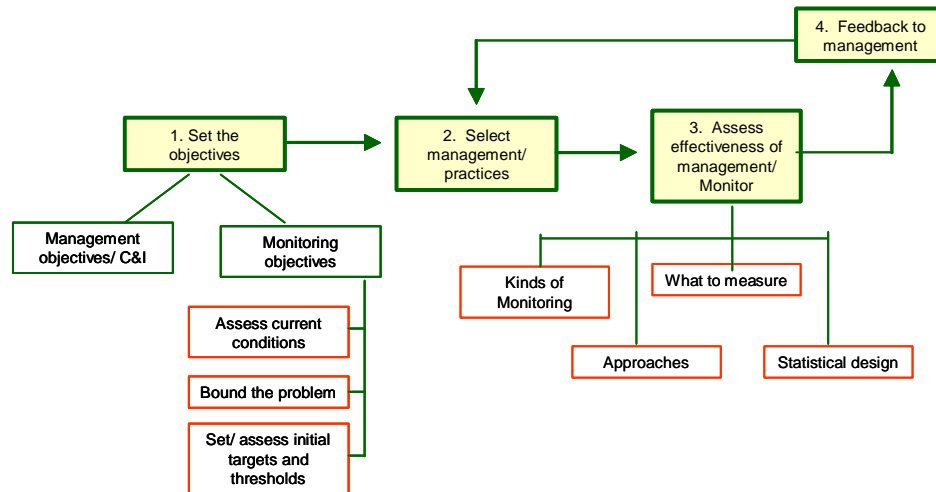 4. Feedback to
management
1. Set the
objectives
2. Select
management/
practices
3. Assess
effectiveness of
management/
Monitor
Management
objectives/ C&I
Monitoring
objectives
Assess current
conditions
Bound the problem
Set/ assess initial
targets and
thresholds
Kinds of
Monitoring
What to measure
Approaches
Statistical design